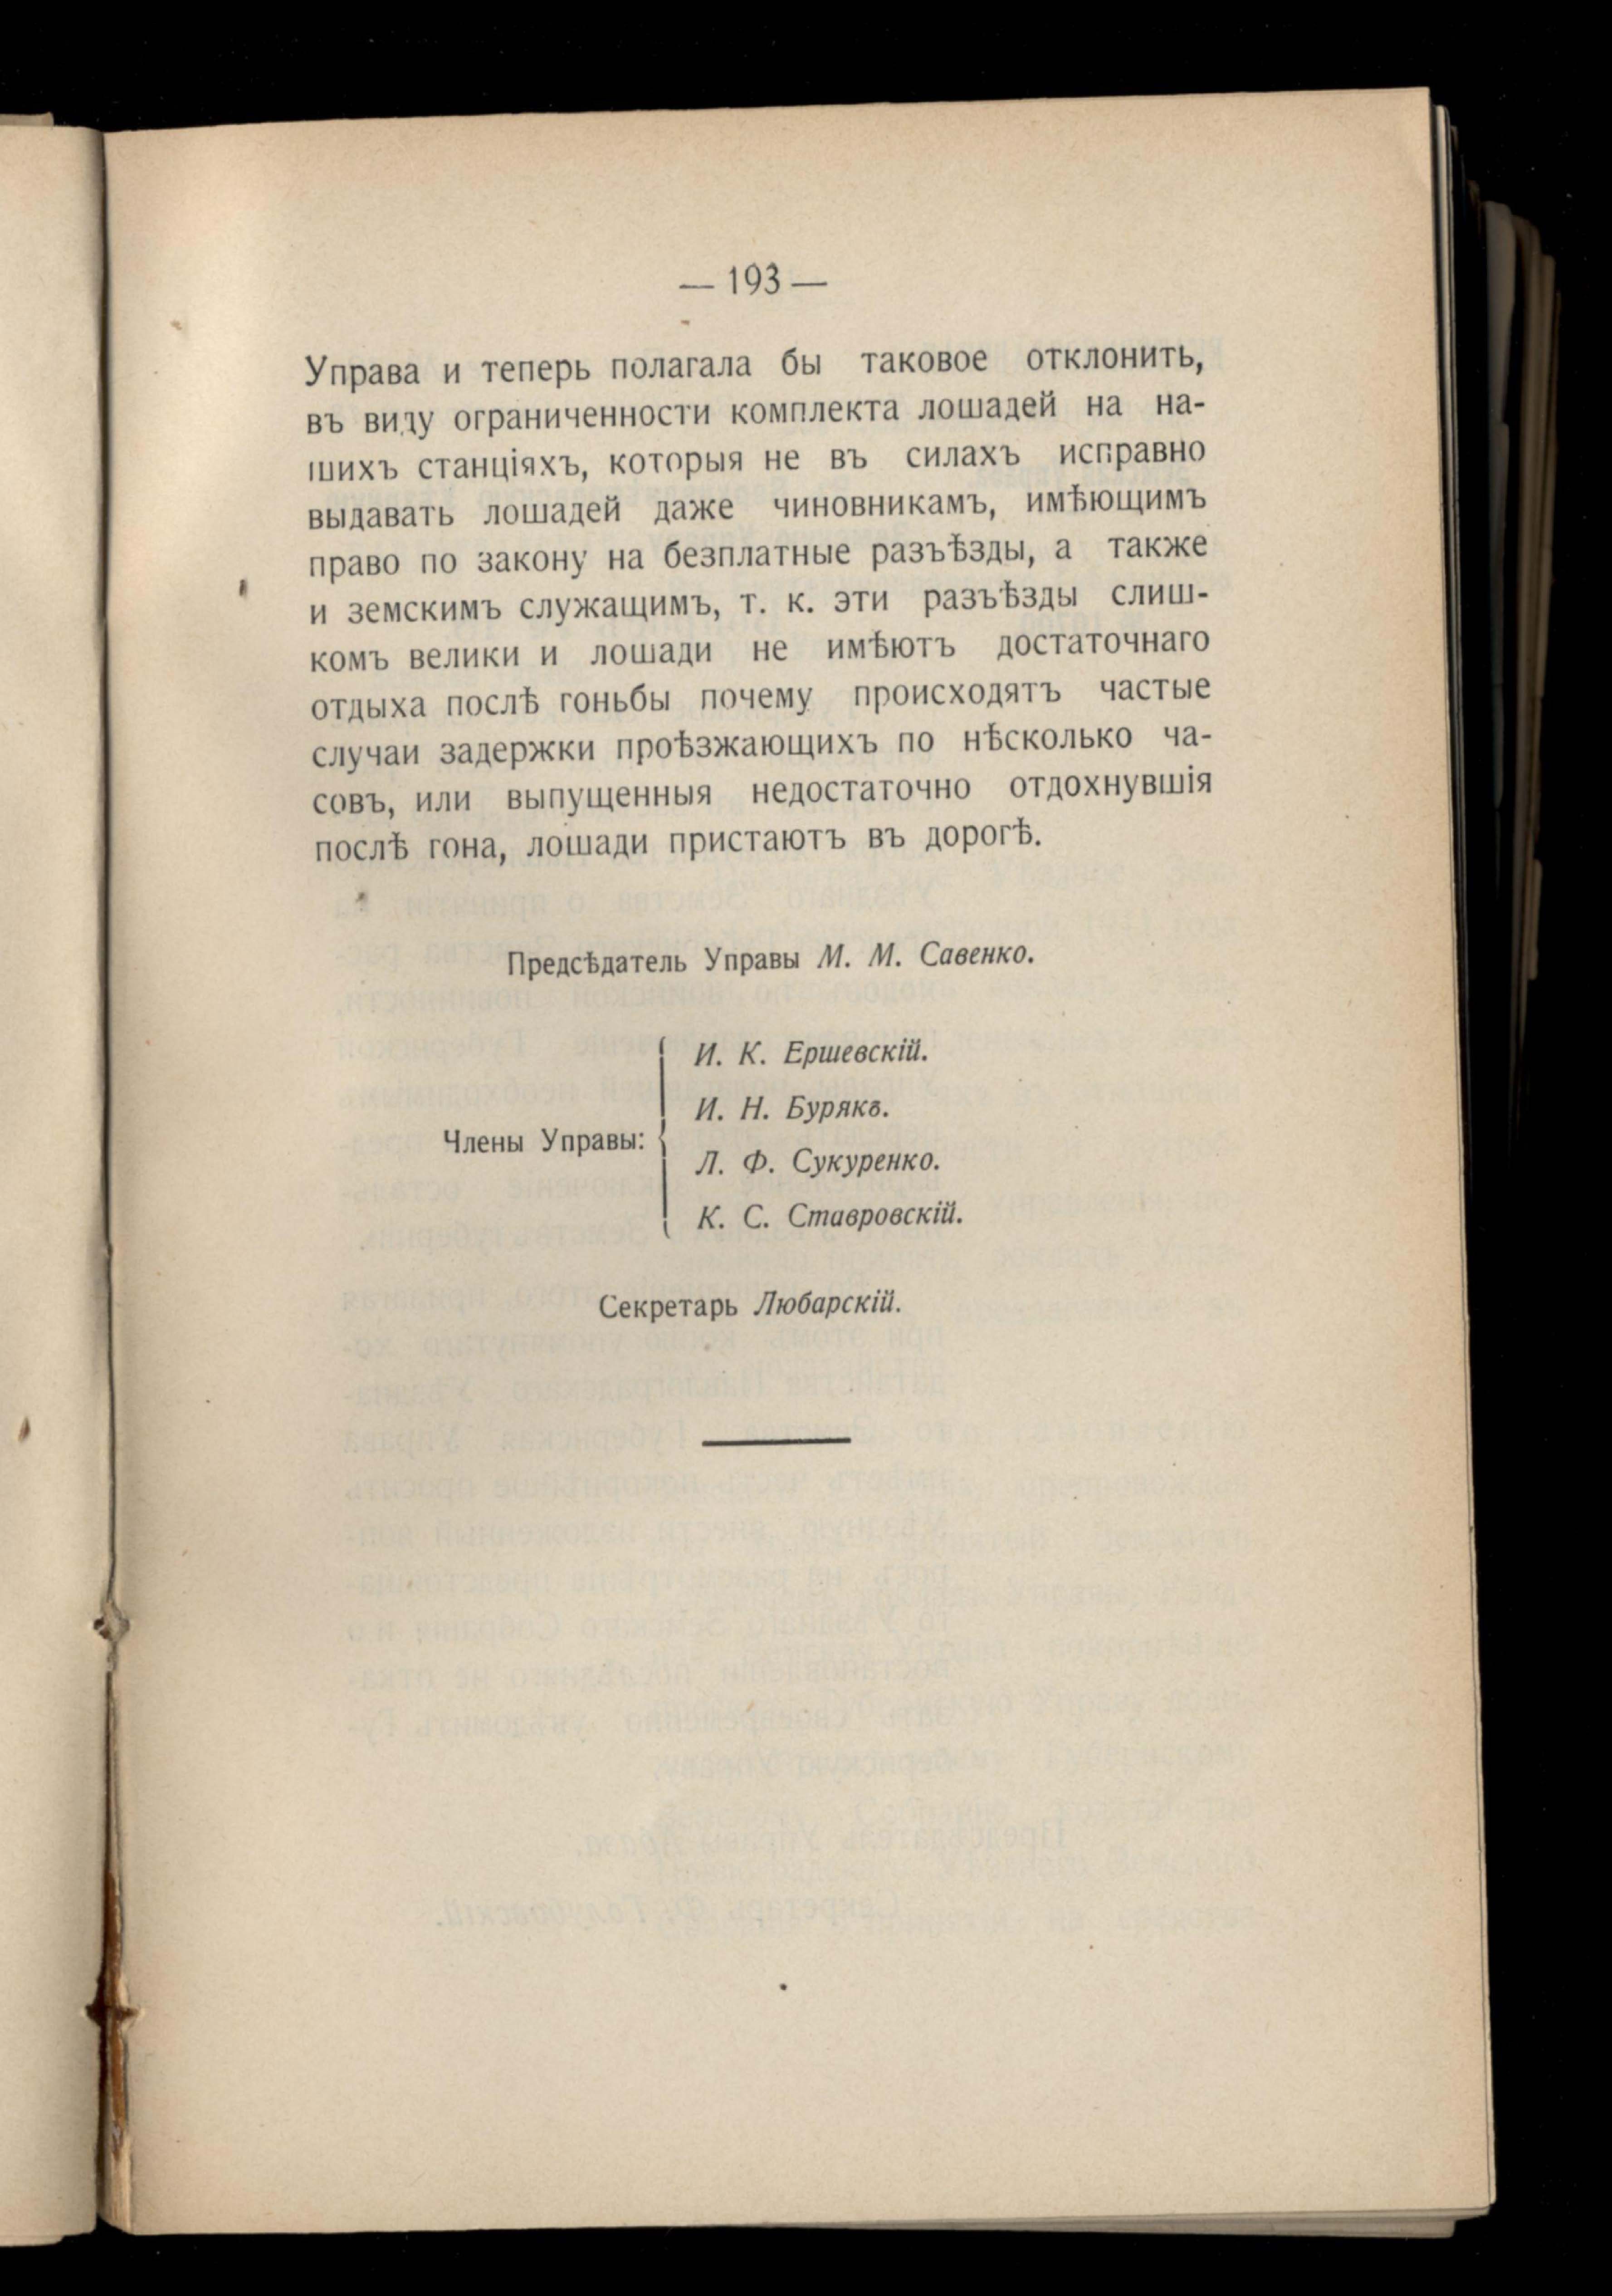 — 193 —
Управа и теперь полагала бы таковое отклонить,
въ виду ограниченности комплекта лошадей на на-
шихъ станціяхъ, которыя не въ силахъ исправно
выдавать лошадей даже чиновникамъ, имѣющимъ
право по закону на безплатные разъѣзды, а также
и земскимъ служащимъ, т. к. эти разъѣзды слиш-
комъ велики и лошади не имѣютъ достаточнаго
отдыха послѣ гоньбы почему происходятъ частые
случаи задержки проѣзжающихъ по нѣсколько ча-
совъ, или выпущенныя недостаточно отдохнувшія
послѣ гона, лошади пристаютъ въ дорогѣ.
Предсѣдатель Управы М. М. Савенко.
И. К. Ершевскій.
И. Н. Бурякъ.
Члены Управы:
Л. Ф. Сукуренко.
К. С. Ставровскій.
Секретарь Любарскій.